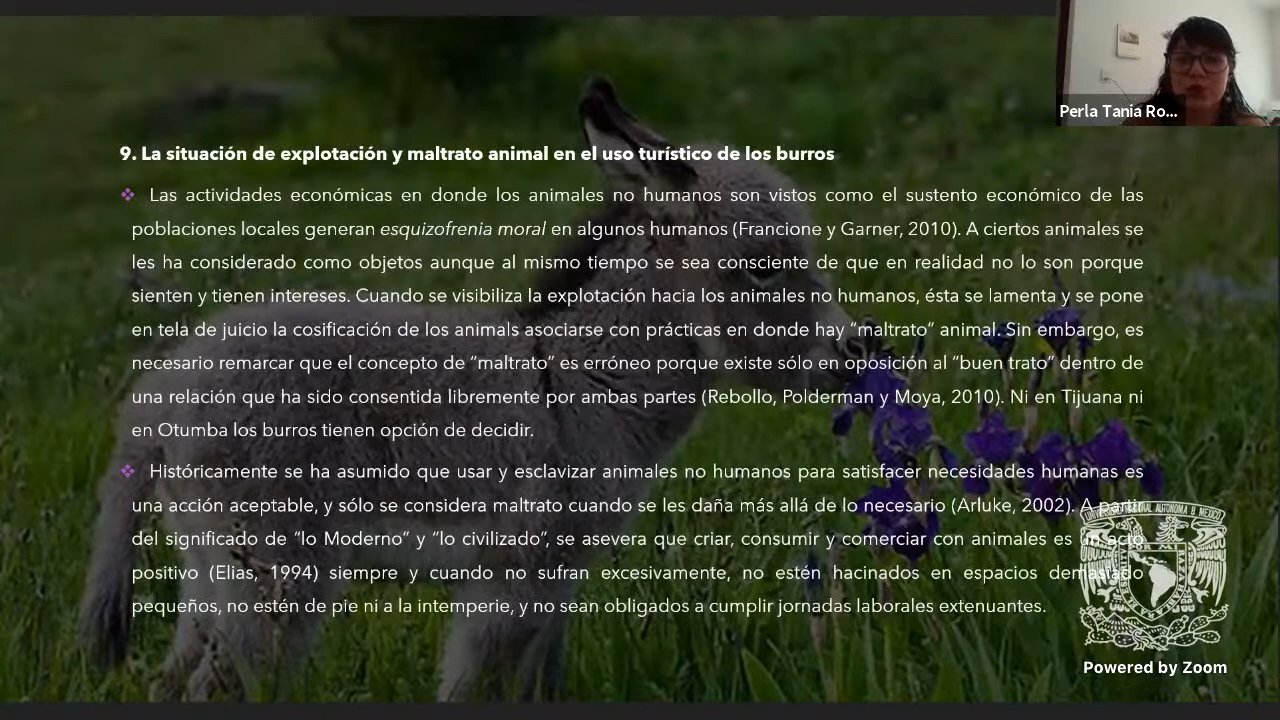 Perla Tania Ro...
9. La situación de explotación y maltrato animal en el uso turístico de los burros
❖ Las actividades económicas en donde los animales no humanos son vistos como el sustento económico de las
poblaciones locales generan esquizofrenia moral en algunos humanos (Francione y Garner, 2010). A ciertos animales se
les ha considerado como objetos aunque al mismo tiempo se sea consciente de que en realidad no lo son porque
sienten y tienen intereses. Cuando se visibiliza la explotación hacia los animales no humanos, ésta se lamenta y se pone
en tela de juicio la cosificación de los animals asociarse con prácticas en donde hay “maltrato” animal. Sin embargo, es
necesario remarcar que el concepto de “maltrato” es erróneo porque existe sólo en oposición al “buen trato” dentro de
una relación que ha sido consentida libremente por ambas partes (Rebollo, Polderman y Moya, 2010). Ni en Tijuana ni
en Otumba los burros tienen opción de decidir.
❖ Históricamente se ha asumido que usar y esclavizar animales no humanos para satisfacer necesidades humanas es
una acción aceptable, y sólo se considera maltrato cuando se les daña más allá de lo necesario (Arluke, 2002). A partir
del significado de “lo Moderno” y “lo civilizado”, se asevera que criar, consumir y comerciar con animales es un acto
positivo (Elias, 1994) siempre y cuando no sufran excesivamente, no estén hacinados en espacios demasiado
pequeños, no estén de pie ni a la intemperie, y no sean obligados a cumplir jornadas laborales extenuantes.
Powered by Zoom